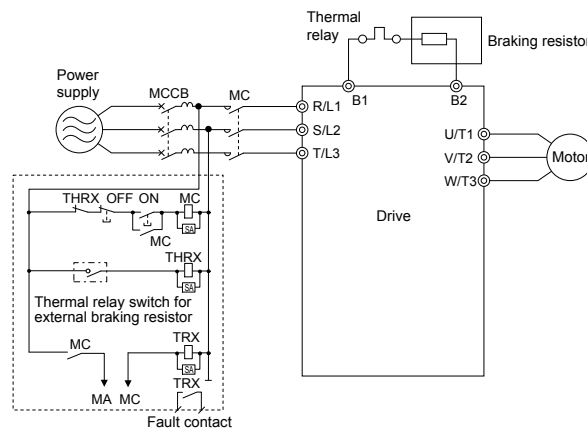 Thermal
relay
Braking resistor
Power
supply
MCCB MC
B1 B2
R/L1
S/L2
T/L3
U/T1
V/T2
W/T3
Motor
Drive
THRX OFF ON MC
SA
MC
THRX
SA
Thermal relay switch for
external braking resistor
MC
TRX
SA
MA MC
TRX
Fault contact